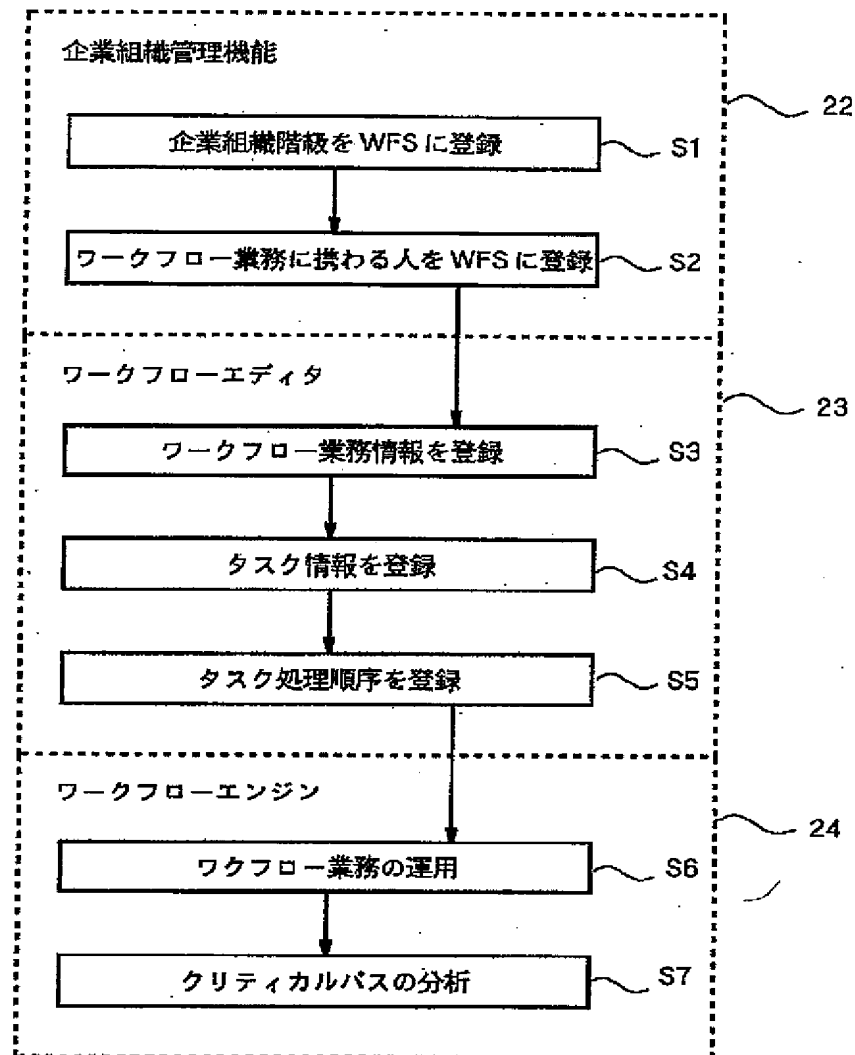 企業組織管理機能
22
企業組織階級をWFSに登録
S1
ワークフロー業務に携わる人をWFSに登録
S2
ワークフローエディタ
23
ワークフロー業務情報を登録
S3
タスク情報を登録
S4
タスク処理順序を登録
S5
ワークフローエンジン
24
ワクフロー業務の運用
S6
クリティカルパスの分析
S7